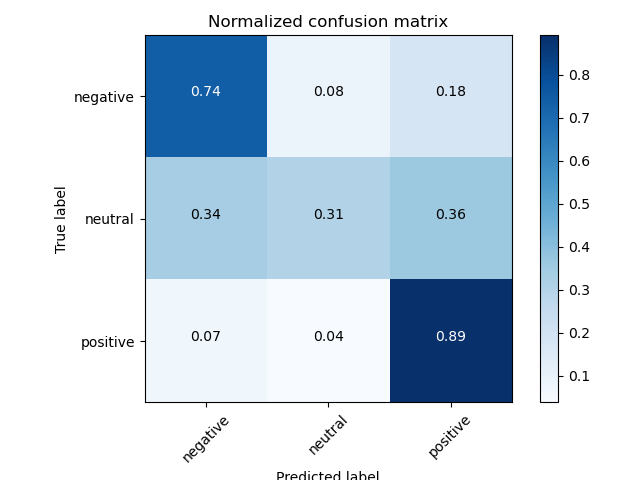 Normalized confusion matrix
True label
negative
0.74 0.08 0.18
neutral
0.34 0.31 0.36
positive
0.07 0.04 0.89
negative neutral positive
Predicted label
0.8
0.7
0.6
0.5
0.4
0.3
0.2
0.1